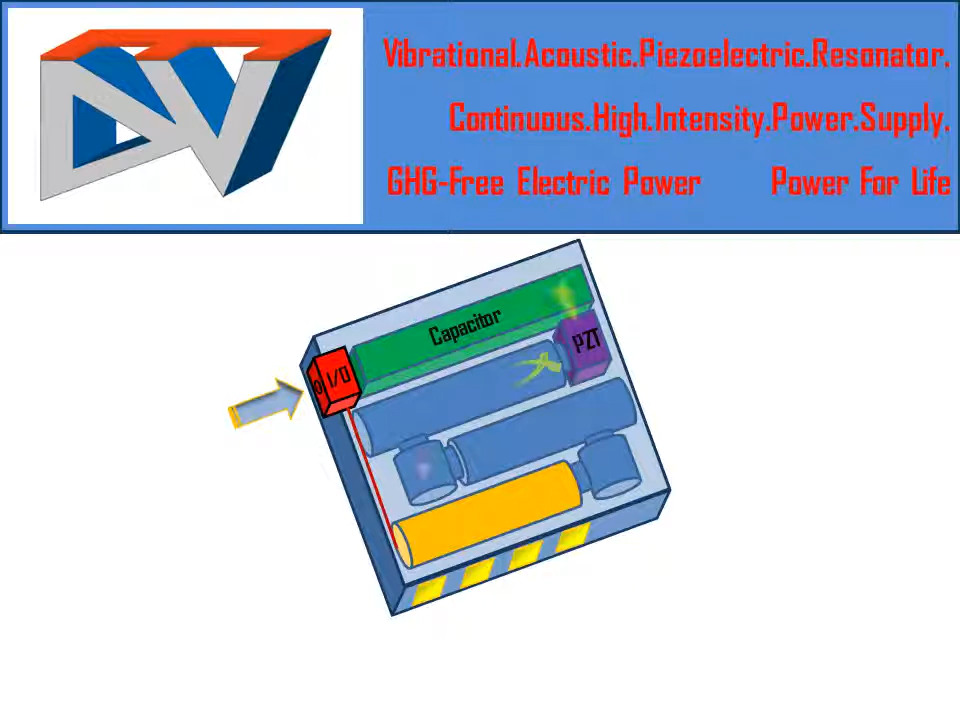 Vibrational.Acoustic.Piezoelectric.Resonator.
Continuous.High.Intensity.Power.Supply.
GHG-Free Electric Power Power For Life
Capacitor
PZT
I/O